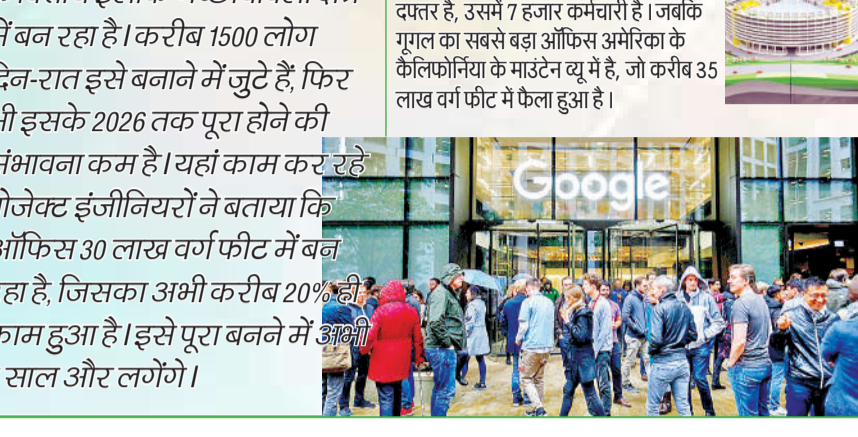 में बन रहा है। करीब 1500 लोग
दिन-रात इसे बनाने में जुटे हैं, फिर
भी इसके 2026 तक पूरा होने की
संभावना कम है। यहां काम कर रहे
प्रोजेक्ट इंजीनियरों ने बताया कि
ऑफिस 30 लाख वर्ग फीट में बन
रहा है, जिसका अभी करीब 20% ही
काम हुआ है। इसे पूरा बनने में अभी
साल और लगेंगे।
दफ्तर है, उसमें 7 हजार कर्मचारी है। जबकि
गूगल का सबसे बड़ा ऑफिस अमेरिका के
कैलिफोर्निया के माउंटेन व्यू में है, जो करीब 35
लाख वर्ग फीट में फैला हुआ है।
Google